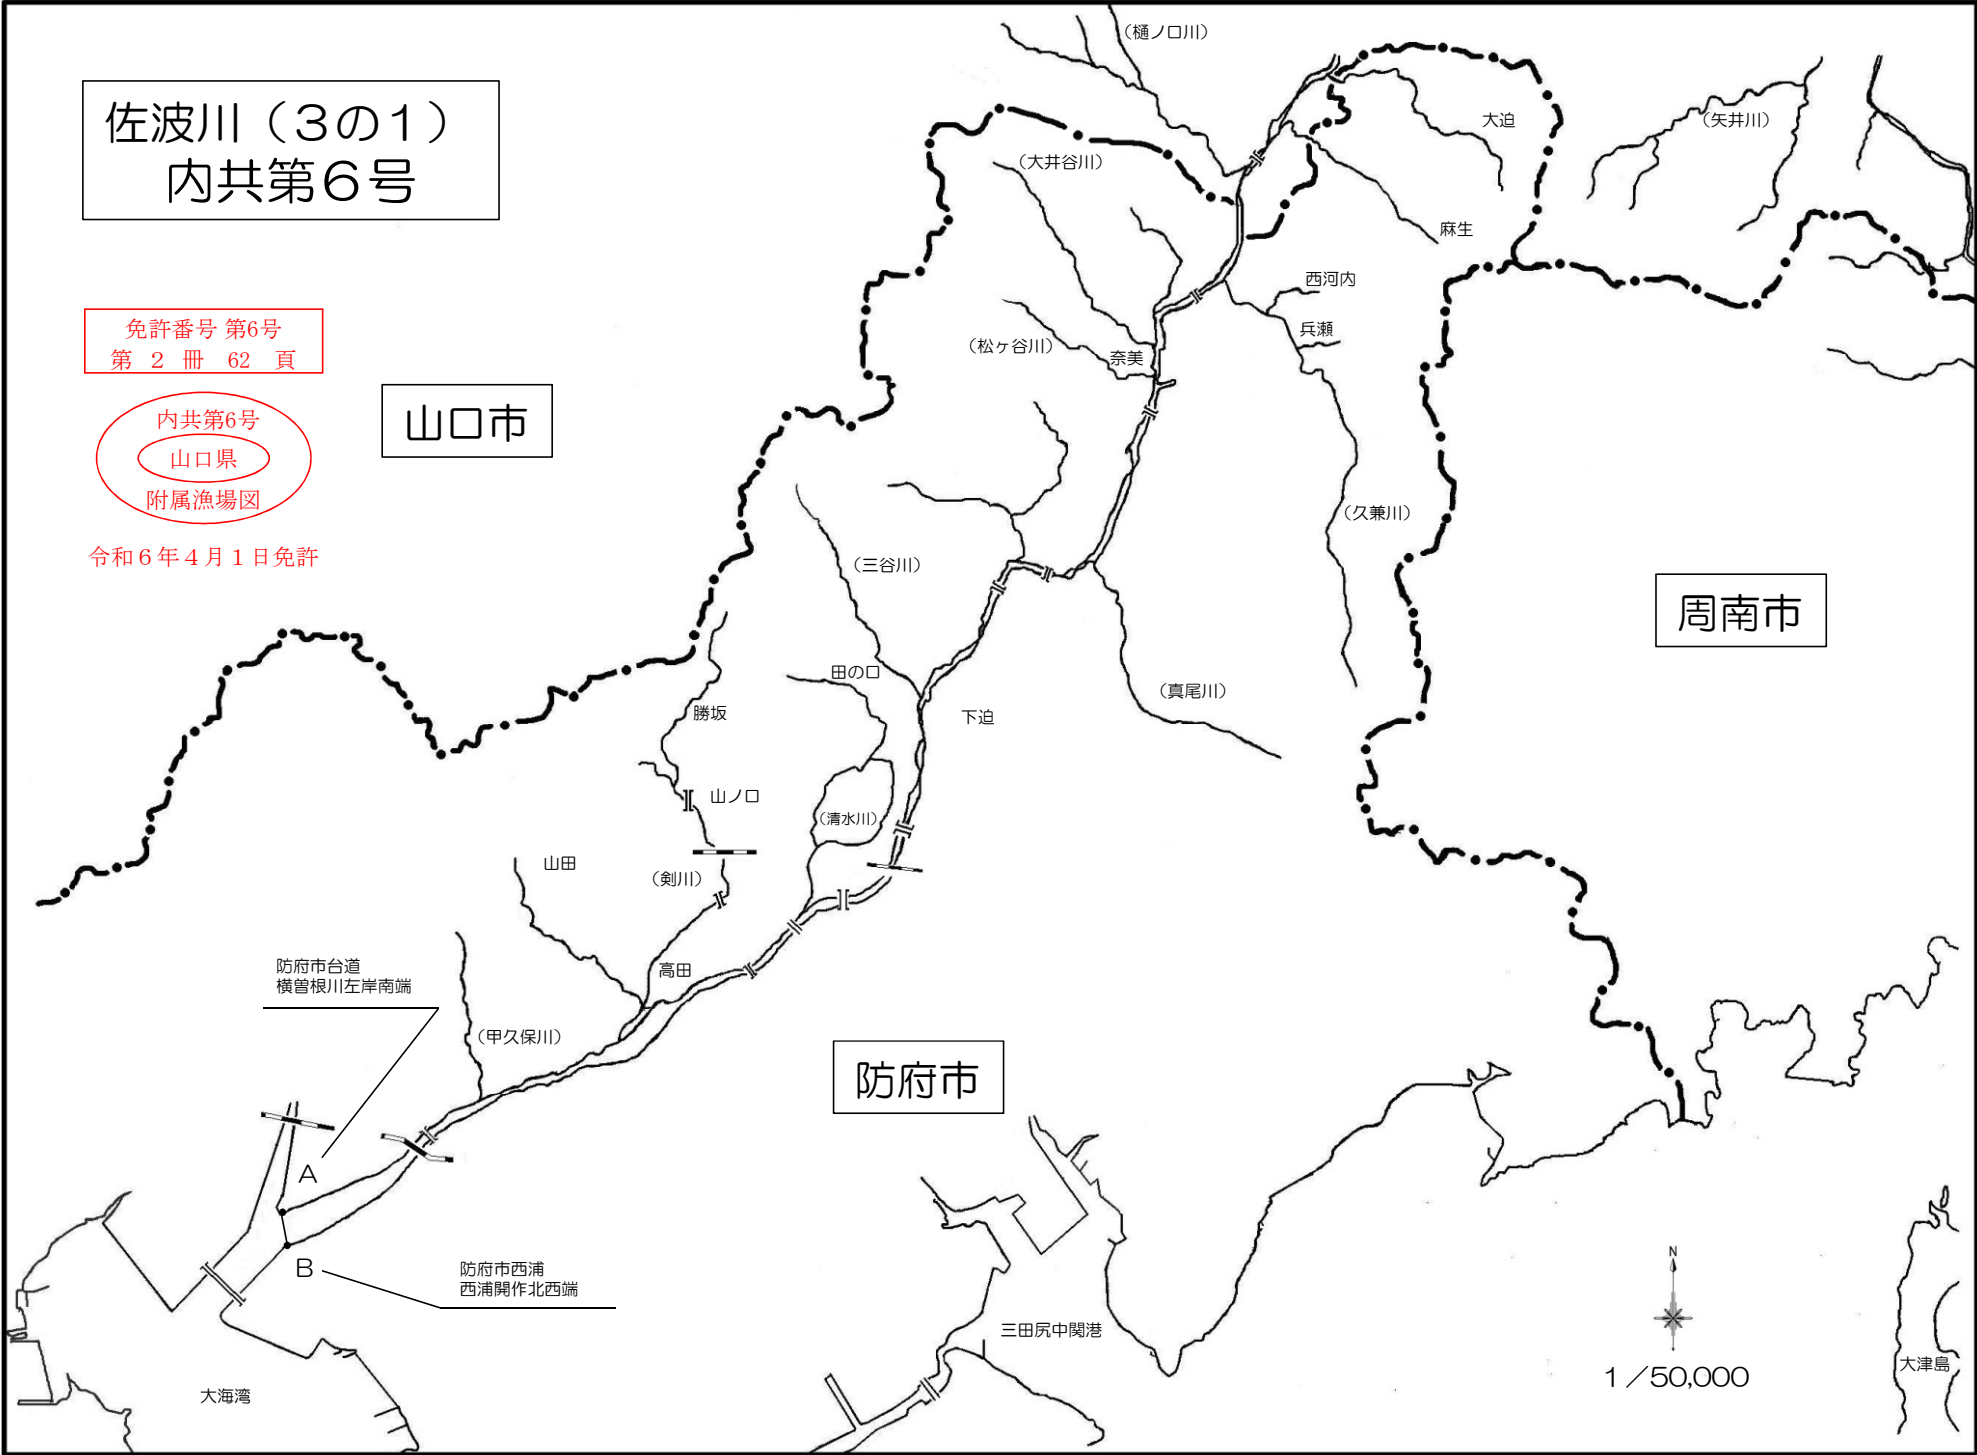 佐波川（3の1）
内共第6号
免許番号 第6号
第 2 冊 62 頁
内共第6号
山口県
附属漁場図
令和6年4月1日免許
山口市
周南市
防府市
（樋ノ口川）
大迫
（矢井川）
（大井谷川）
麻生
西河内
兵瀬
（松ヶ谷川）
奈美
（久兼川）
（三谷川）
田の口
（真尾川）
勝坂
下迫
山ノ口
（清水川）
山田
（剣川）
高田
防府市台道
横曽根川左岸南端
（甲久保川）
A
B
防府市西浦
西浦開作北西端
三田尻中関港
大海湾
N
1／50,000
大津島